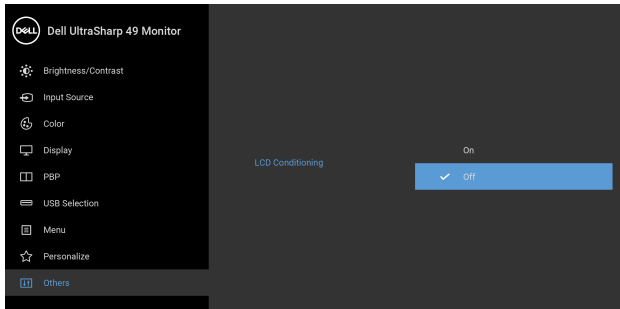 DELL
Dell UltraSharp 49 Monitor
Brightness/Contrast
Input Source
Color
Display
PBP
USB Selection
Menu
Personalize
Others
LCD Conditioning
On
Off